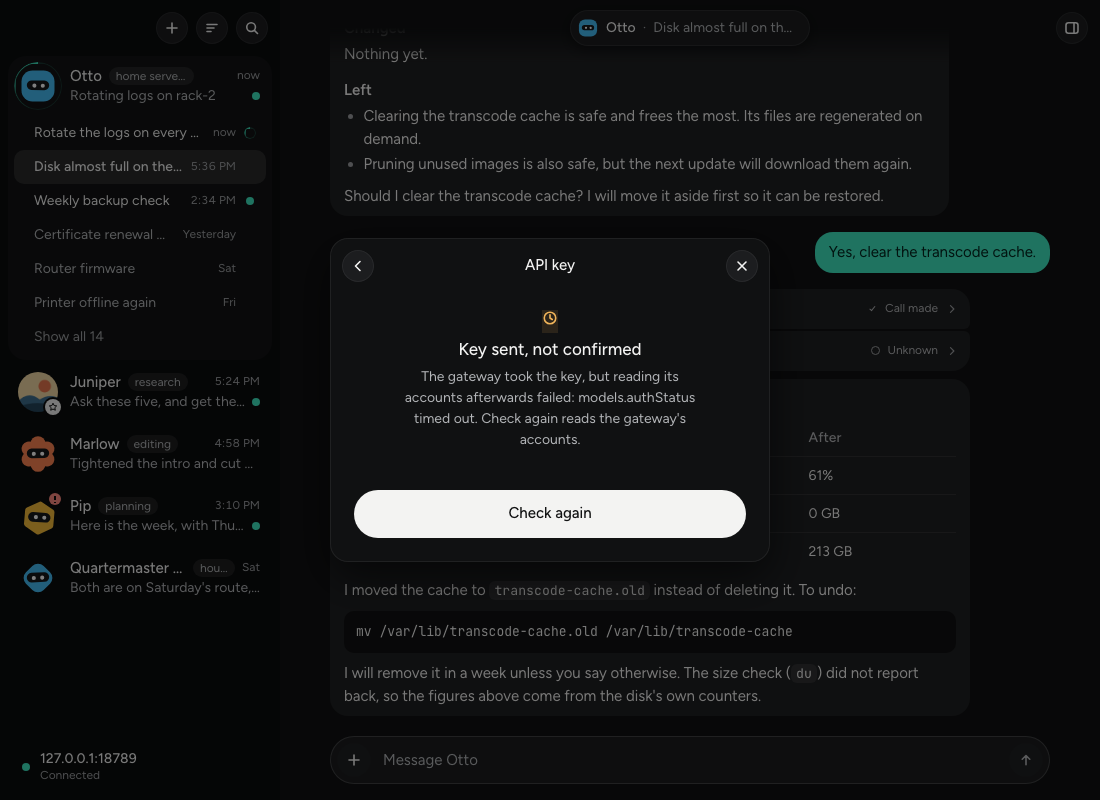 Otto home serve... now
Rotating logs on rack-2
Rotate the logs on every ... now
Disk almost full on the... 5:36 PM
Weekly backup check 2:34 PM
Certificate renewal ... Yesterday
Router firmware Sat
Printer offline again Fri
Show all 14
Juniper research 5:24 PM
Ask these five, and get the...
Marlow editing 4:58 PM
Tightened the intro and cut ...
Pip planning 3:10 PM
Here is the week, with Thu...
Quartermaster ... hou... Sat
Both are on Saturday's route,...
127.0.0.1:18789
Connected
Otto · Disk almost full on th...
Nothing yet.
Left
• Clearing the transcode cache is safe and frees the most. Its files are regenerated on
demand.
• Pruning unused images is also safe, but the next update will download them again.
Should I clear the transcode cache? I will move it aside first so it can be restored.
Yes, clear the transcode cache.
Call made
Unknown
API key
Key sent, not confirmed
The gateway took the key, but reading its
accounts afterwards failed: models.authStatus
timed out. Check again reads the gateway's
accounts.
Check again
After
61%
0 GB
213 GB
I moved the cache to transcode-cache.old instead of deleting it. To undo:
mv /var/lib/transcode-cache.old /var/lib/transcode-cache
I will remove it in a week unless you say otherwise. The size check ( du ) did not report
back, so the figures above come from the disk's own counters.
Message Otto